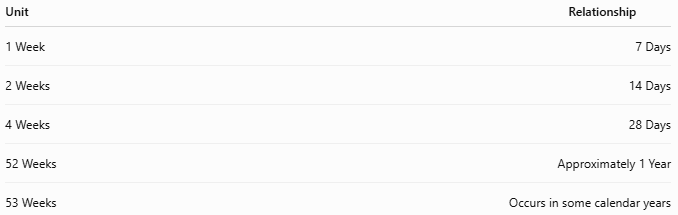 Unit Relationship
1 Week 7 Days
2 Weeks 14 Days
4 Weeks 28 Days
52 Weeks Approximately 1 Year
53 Weeks Occurs in some calendar years